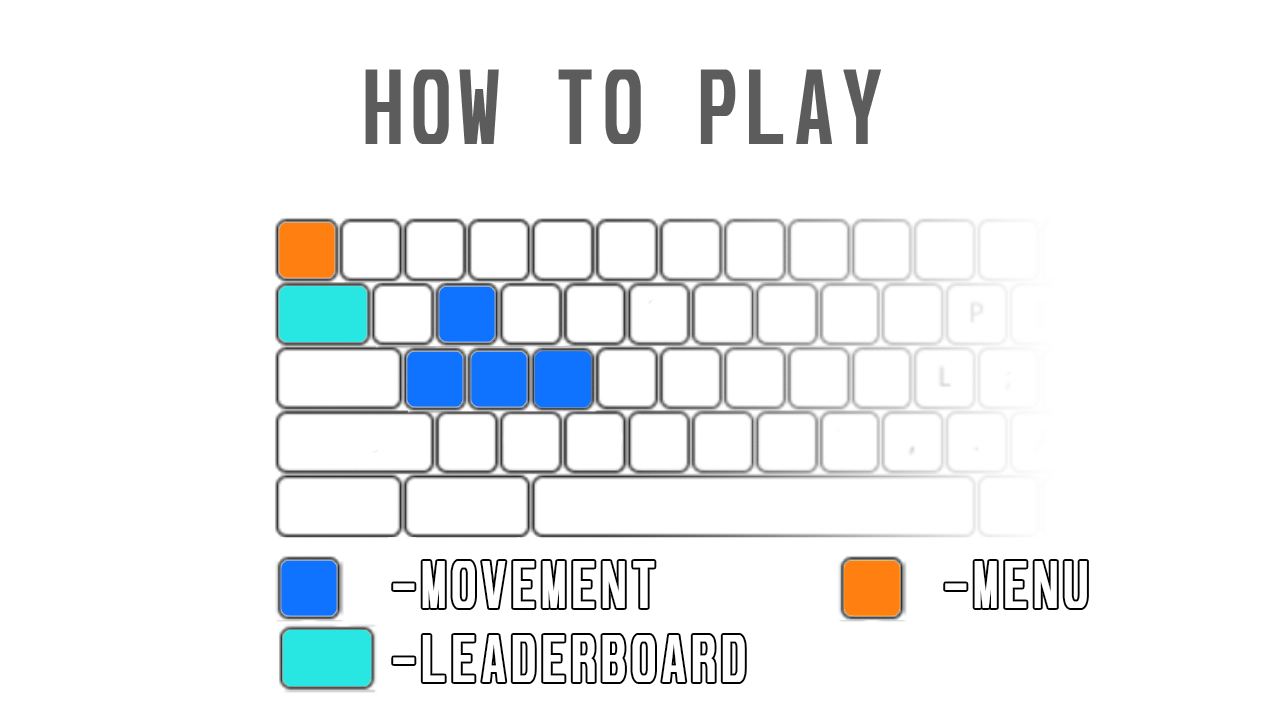 HOW TO PLAY
P
L ;
, .
-MOVEMENT
-MENU
-LEADERBOARD